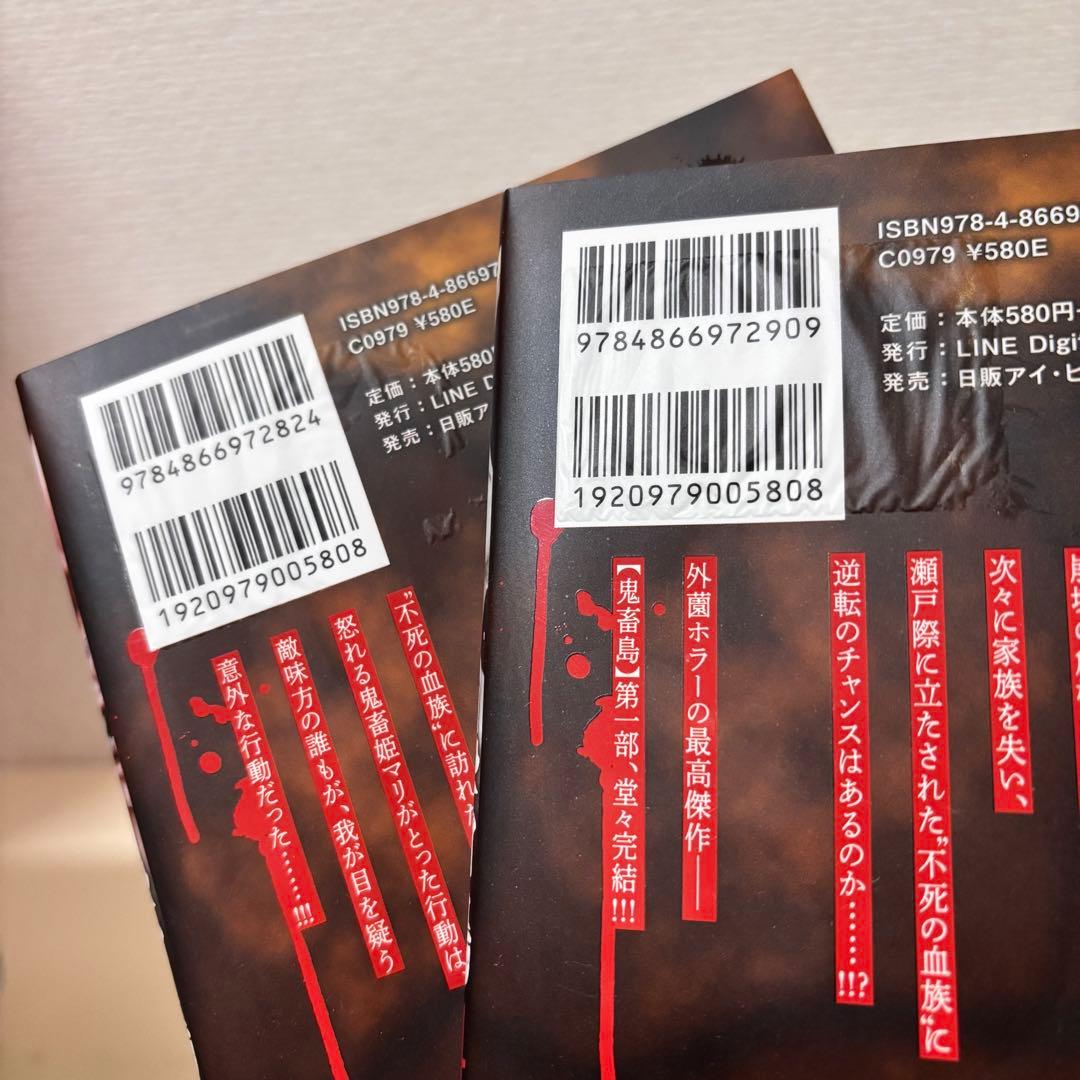 ISBN978-4-86697
C0979 ¥580E
9784866972824
1920979005808
定価：本体580円
発行：LINE D
発売：日販アイ
“不死の血族”に訪れた
怒れる鬼畜姫マリがとった行動は、
敵味方の誰もが、我が目を疑う
意外な行動だった……!!!
ISBN978-4-8669
C0979 ¥580E
9784866972909
1920979005808
定価：本体580円+
発行：LINE Digit
発売：日販アイ・ピ
次々に家族を失い、
瀬戸際に立たされた“不死の血族”に
逆転のチャンスはあるのか……!!?
外薗ホラーの最高傑作――
【鬼畜島】第一部、堂々完結!!!